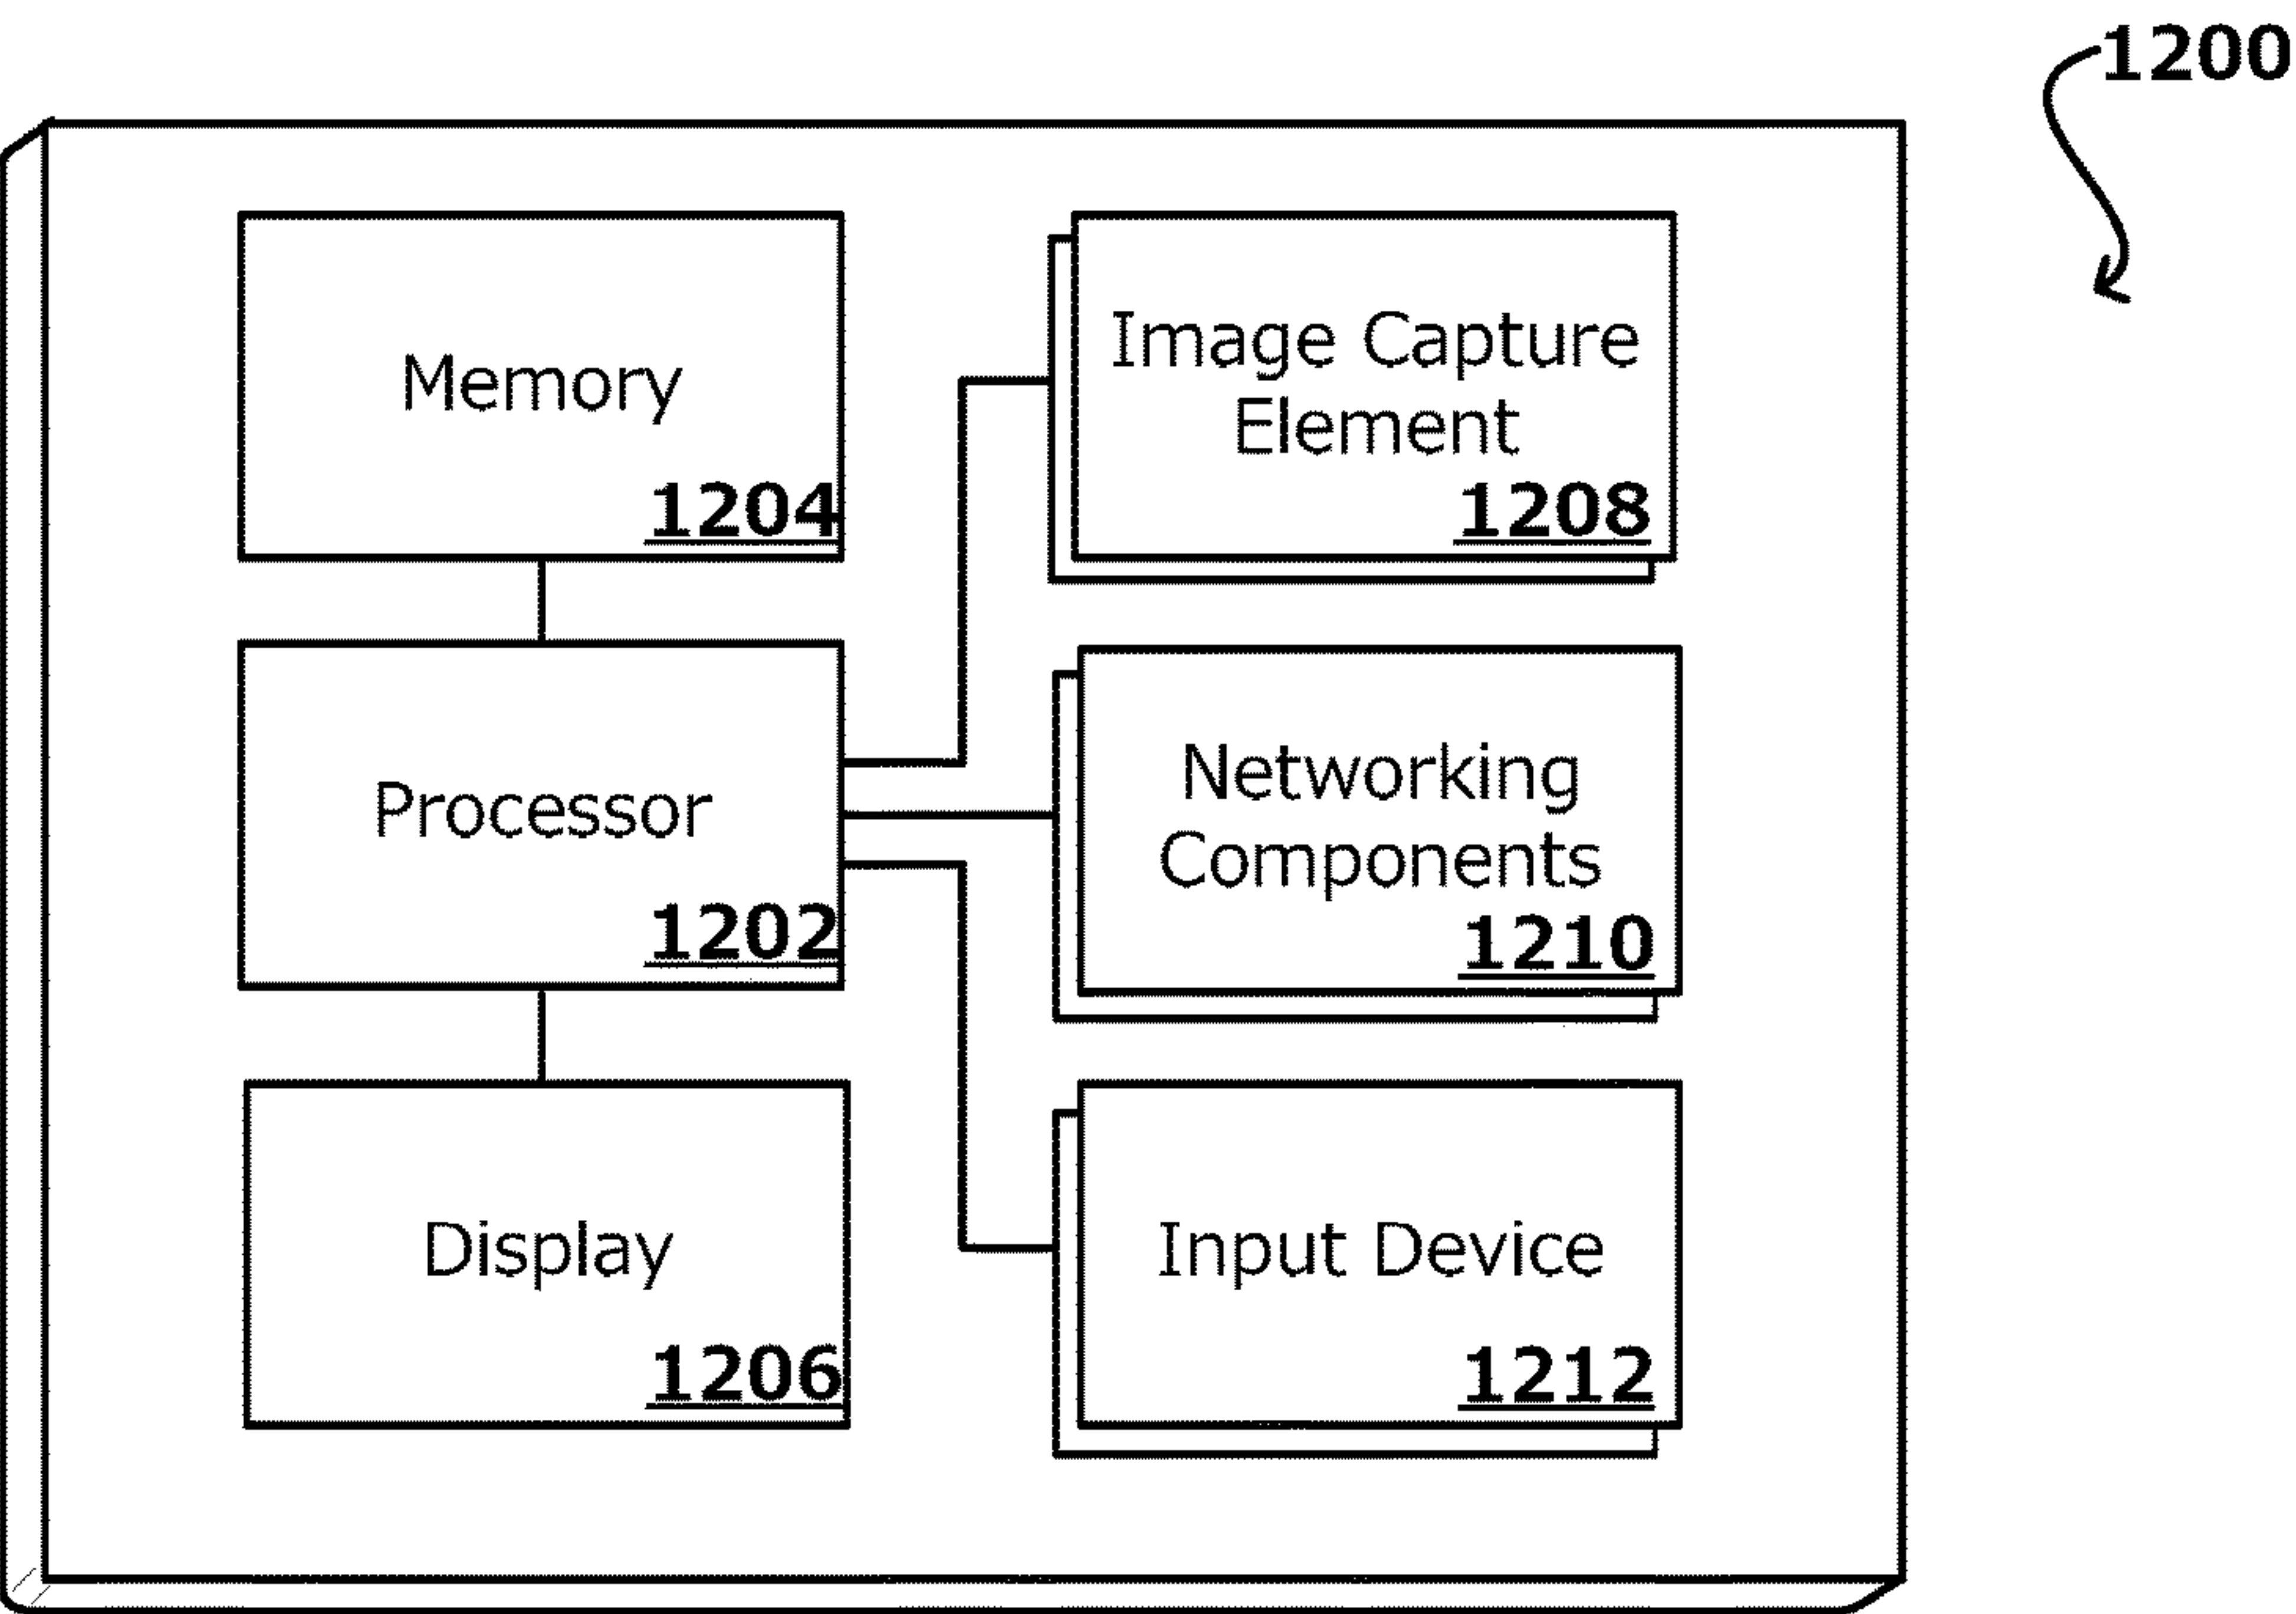 1200
Memory
1204
Image Capture
Element
1208
Processor
1202
Networking
Components
1210
Display
1206
Input Device
1212